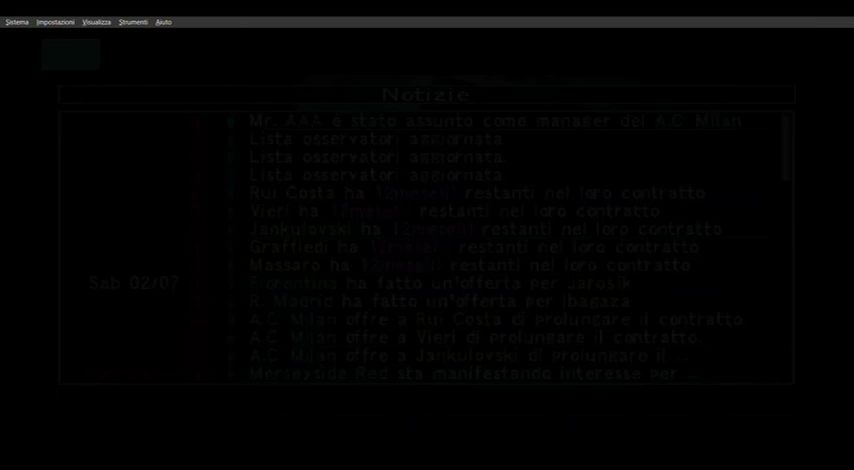 Sistema Impostazioni Visualizza Strumenti Aiuto
Notizie
Mr. AAA è stato assunto come manager del A.C. Milan
Lista osservatori aggiornata.
Lista osservatori aggiornata.
Lista osservatori aggiornata.
Rui Costa ha 12mese(i) restanti nel loro contratto
Vieri ha 12mese(i) restanti nel loro contratto
Jankulovski ha 12mese(i) restanti nel loro contratto
Graffiedi ha 12mese(i) restanti nel loro contratto
Massaro ha 12mese(i) restanti nel loro contratto
Sab 02/07
Fiorentina ha fatto un'offerta per Jarosik
R. Madrid ha fatto un'offerta per Ibagaza
A.C. Milan offre a Rui Costa di prolungare il contratto
A.C. Milan offre a Vieri di prolungare il contratto
A.C. Milan offre a Jankulovski di prolungare il ...
Merseyside Red sta manifestando interesse per ...